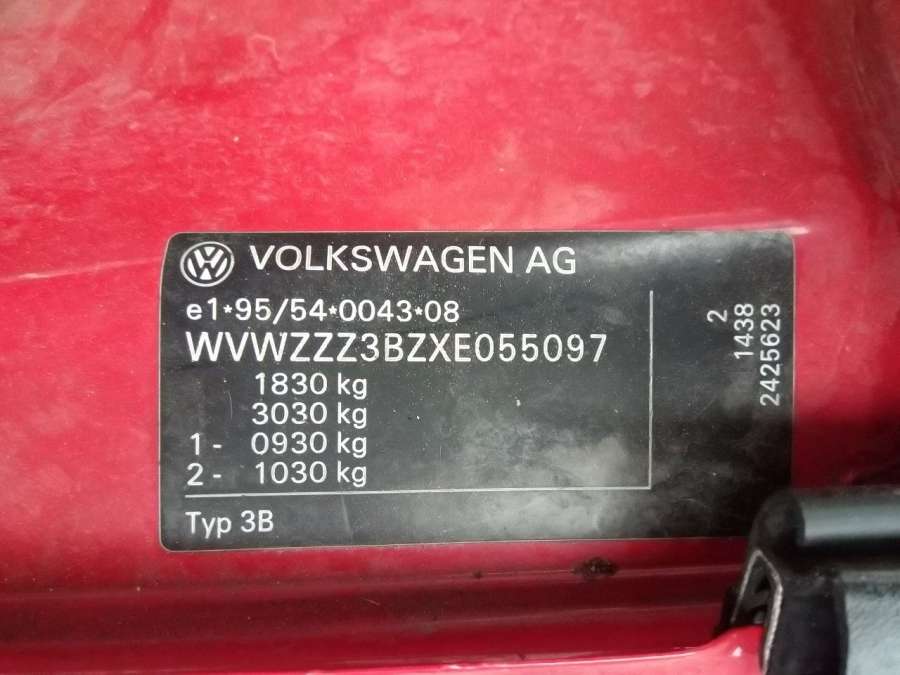 VOLKSWAGEN AG
e1*95/54*0043*08
WVWZZZ3BZXE055097
1830 kg
3030 kg
1 - 0930 kg
2 - 1030 kg
Typ 3B
2
1438
2425623